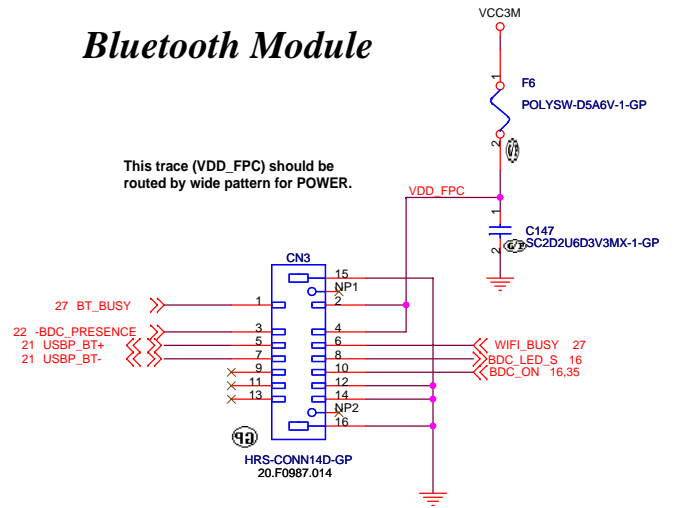 Bluetooth Module
VCC3M
1
F6
POLYSW-D5A6V-1-GP
2
G/P
This trace (VDD_FPC) should be
routed by wide pattern for POWER.
VDD_FPC
1
C147
SC2D2U6D3V3MX-1-GP
2
G/P
CN3
15
NP1
27 BT_BUSY
1
2
22 -BDC_PRESENCE
3
4
21 USBP_BT+
5
6
WIFI_BUSY 27
21 USBP_BT-
7
8
BDC_LED_S 16
9
10
BDC_ON 16,35
11
12
13
14
NP2
16
HRS-CONN14D-GP
20.F0987.014